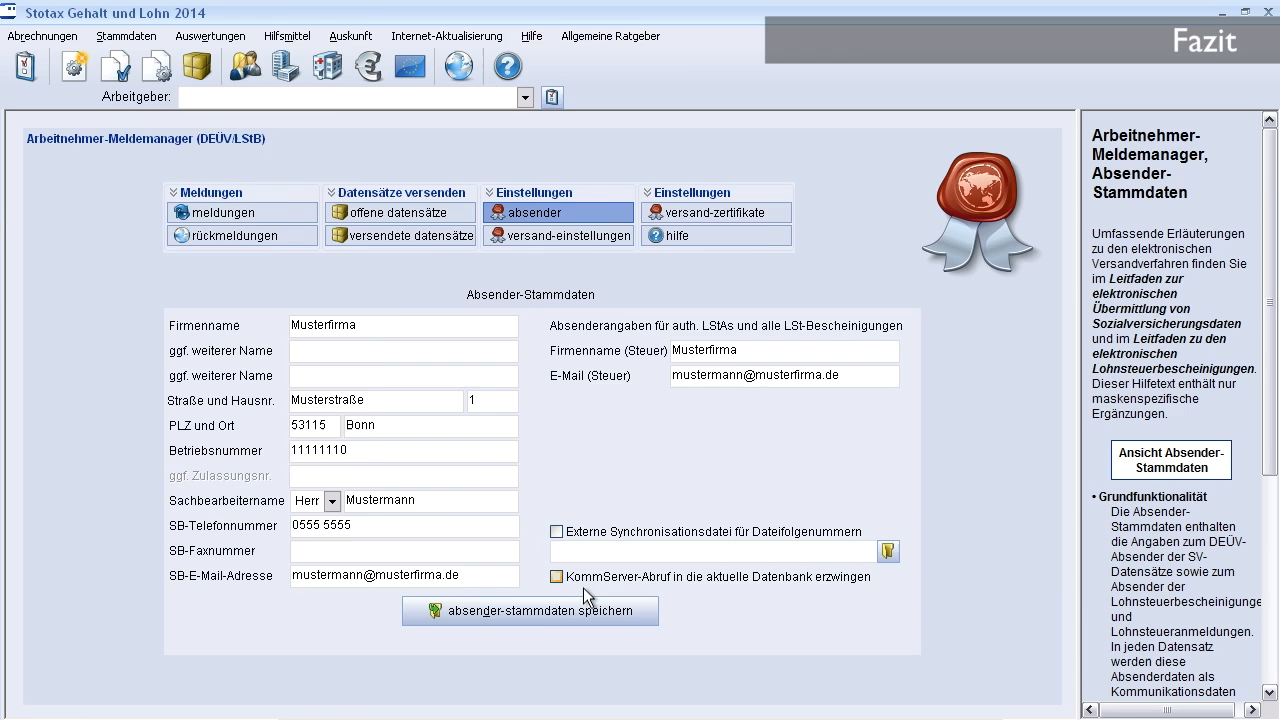 Stotax Gehalt und Lohn 2014
Abrechnungen Stammdaten Auswertungen Hilfsmittel Auskunft Internet-Aktualisierung Hilfe Allgemeine Ratgeber
Fazit
Arbeitgeber:
Arbeitnehmer-Meldemanager (DEÜV/LStB)
Meldungen Datensätze versenden Einstellungen Einstellungen
meldungen offene datensätze absender versand-zertifikate
rückmeldungen versendete datensätze versand-einstellungen hilfe
Absender-Stammdaten
Firmenname Musterfirma
ggf. weiterer Name
ggf. weiterer Name
Straße und Hausnr. Musterstraße 1
PLZ und Ort 53115 Bonn
Betriebsnummer 11111110
ggf. Zulassungsnr.
Sachbearbeitername Herr Mustermann
SB-Telefonnummer 0555 5555
SB-Faxnummer
SB-E-Mail-Adresse mustermann@musterfirma.de
Absenderangaben für auth. LStAs und alle LSt-Bescheinigungen
Firmenname (Steuer) Musterfirma
E-Mail (Steuer) mustermann@musterfirma.de
Externe Synchronisationsdatei für Dateifolgenummern
KommServer-Abruf in die aktuelle Datenbank erzwingen
absender-stammdaten speichern
Arbeitnehmer-
Meldemanager,
Absender-
Stammdaten
Umfassende Erläuterungen
zu den elektronischen
Versandverfahren finden Sie
im Leitfaden zur
elektronischen
Übermittlung von
Sozialversicherungsdaten
und im Leitfaden zu den
elektronischen
Lohnsteuerbescheinigungen.
Dieser Hilfetext enthält nur
maskenspezifische
Ergänzungen.
Ansicht Absender-
Stammdaten
• Grundfunktionalität
Die Absender-
Stammdaten enthalten
die Angaben zum DEÜV-
Absender der SV-
Datensätze sowie zum
Absender der
Lohnsteuerbescheinigunge
und
Lohnsteueranmeldungen.
In jeden Datensatz
werden diese
Absenderdaten als
Kommunikationsdaten